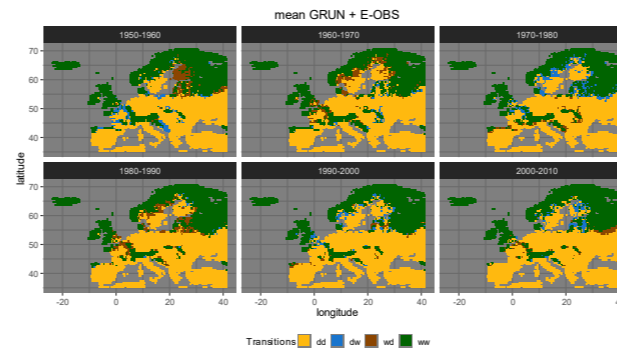 mean GRUN + E-OBS
1950-1960 1960-1970 1970-1980
70
60
50
40
latitude
1980-1990 1990-2000 2000-2010
70
60
50
40
-20 0 20 40 -20 0 20 40 -20 0 20 40
longitude
Transitions dd dw wd ww